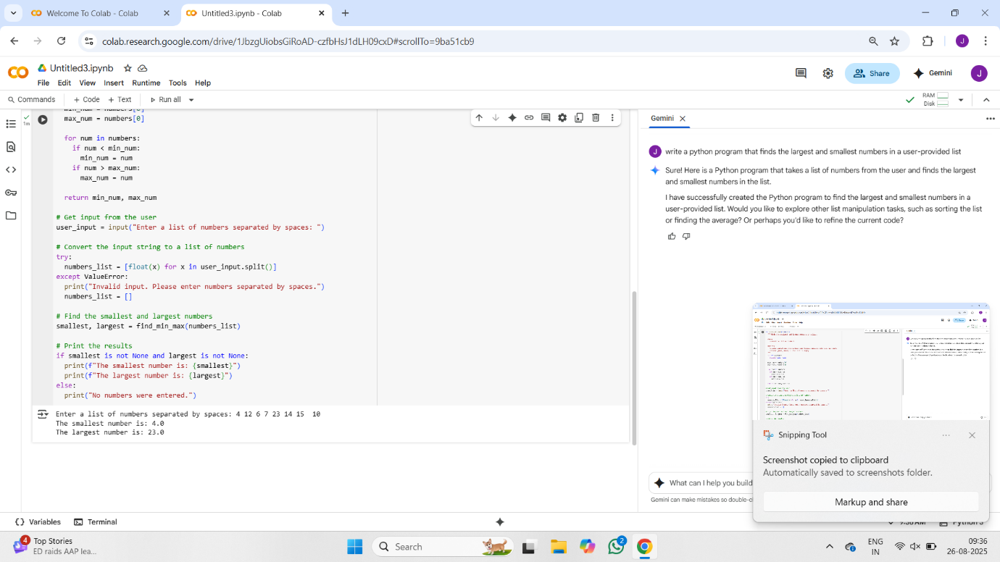 Welcome To Colab - Colab
Untitled3.ipynb - Colab
colab.research.google.com/drive/1JbzgUiobsGiRoAD-czfbHsJ1dLH09cxD#scrollTo=9ba51cb9
J
Untitled3.ipynb
File Edit View Insert Runtime Tools Help
Share
Gemini
J
Commands
+ Code + Text
Run all
RAM
Disk
1m
min_num = numbers[0]
max_num = numbers[0]
for num in numbers:
if num < min_num:
min_num = num
if num > max_num:
max_num = num
return min_num, max_num
# Get input from the user
user_input = input("Enter a list of numbers separated by spaces: ")
# Convert the input string to a list of numbers
try:
numbers_list = [float(x) for x in user_input.split()]
except ValueError:
print("Invalid input. Please enter numbers separated by spaces.")
numbers_list = []
# Find the smallest and largest numbers
smallest, largest = find_min_max(numbers_list)
# Print the results
if smallest is not None and largest is not None:
print(f"The smallest number is: {smallest}")
print(f"The largest number is: {largest}")
else:
print("No numbers were entered.")
Enter a list of numbers separated by spaces: 4 12 6 23 14 15  10
The smallest number is: 4.0
The largest number is: 23.0
Gemini
J
write a python program that finds the largest and smallest numbers in a user-provided list
Sure! Here is a Python program that takes a list of numbers from the user and finds the largest
and smallest numbers in the list.
I have successfully created the Python program to find the largest and smallest numbers in a
user-provided list. Would you like to explore other list manipulation tasks, such as sorting the list
or finding the average? Or perhaps you'd like to refine the current code?
What can I help you build
Gemini can make mistakes so double-
Snipping Tool
Screenshot copied to clipboard
Automatically saved to screenshots folder.
Markup and share
Variables
Terminal
9:36 AM
Python 3
4
Top Stories
ED raids AAP lea...
Search
2
ENG
IN
09:36
26-08-2025